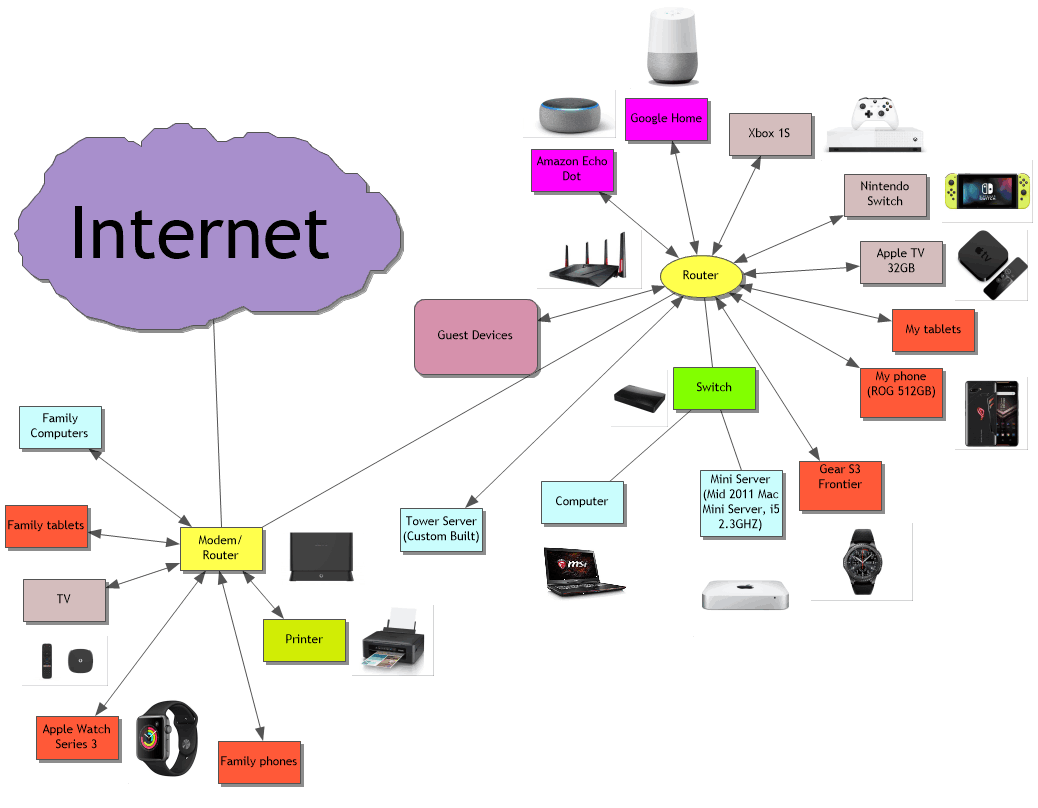 Google Home
Xbox 1S
Amazon Echo
Dot
Nintendo
Switch
Internet
Apple TV
32GB
Router
Guest Devices
My tablets
My phone
(ROG 512GB)
Switch
Family
Computers
Gear S3
Frontier
Computer
Mini Server
(Mid 2011 Mac
Mini Server, i5
2.3GHZ)
Tower Server
(Custom Built)
Family tablets
Modem/
Router
msi
TV
Printer
Apple Watch
Series 3
Family phones
tv